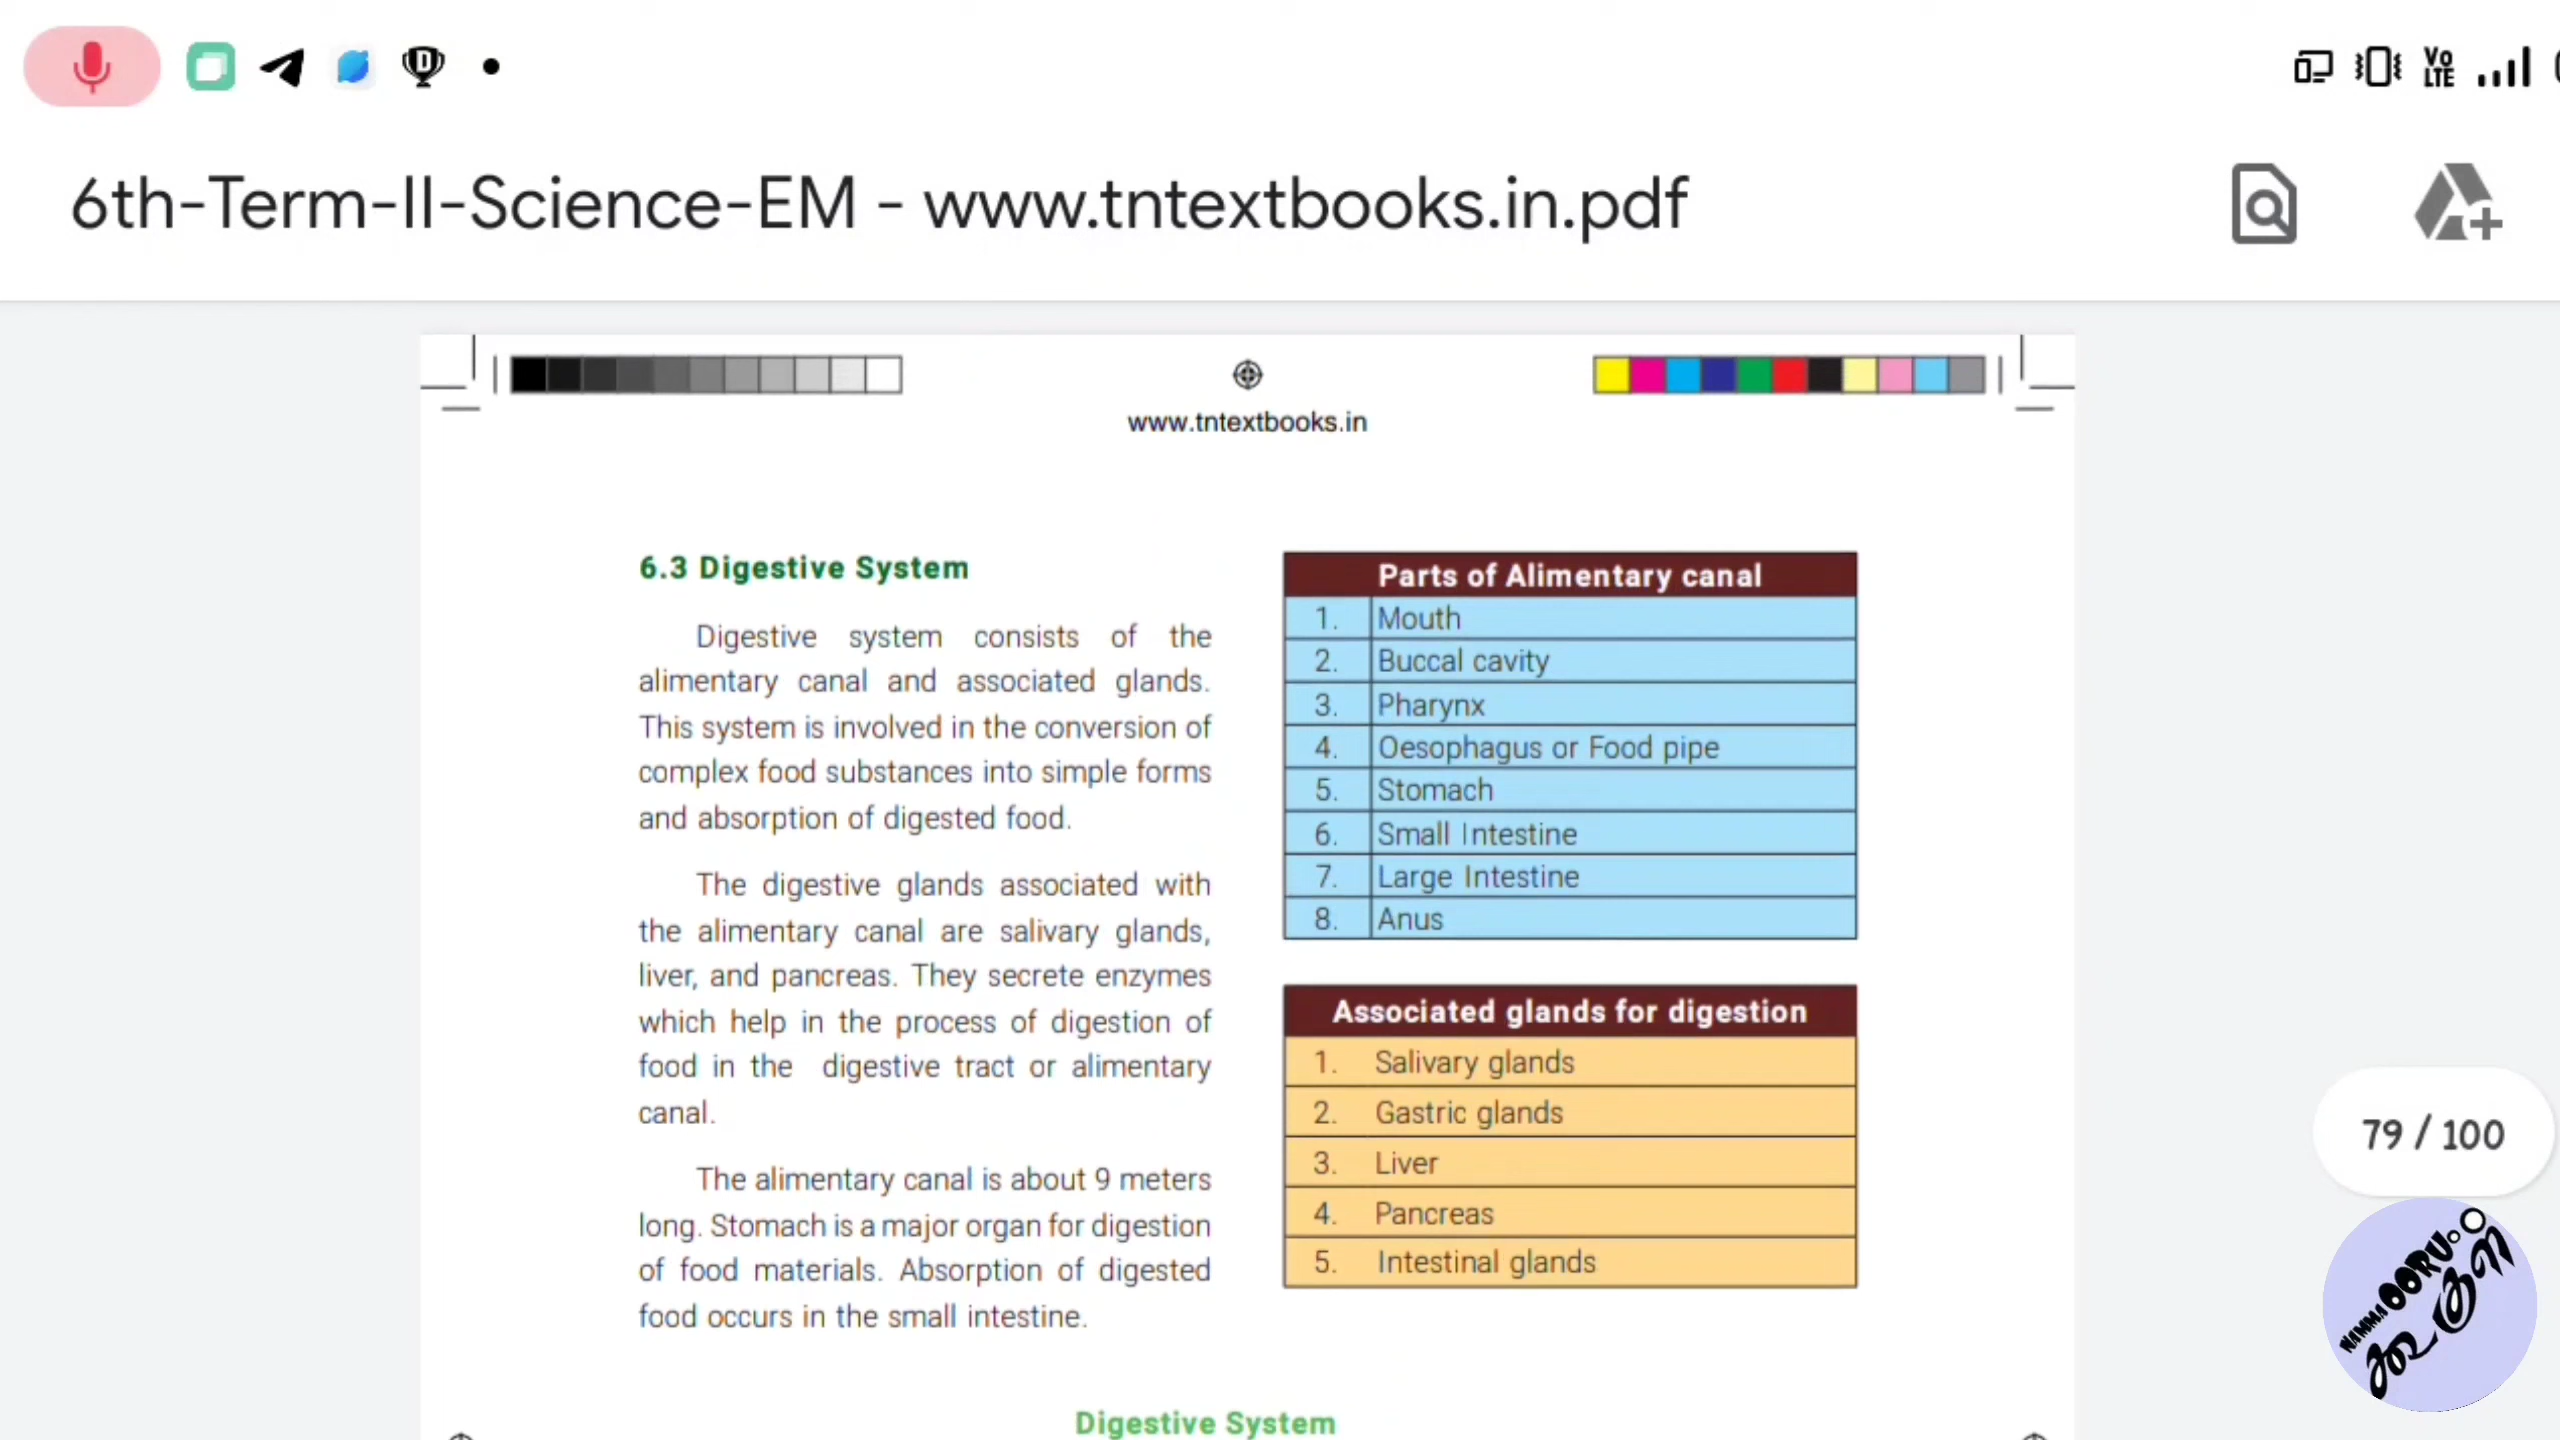 D
Vo
LTE
6th-Term-II-Science-EM - www.tntextbooks.in.pdf
www.tntextbooks.in
6.3 Digestive System
Digestive system consists of the
alimentary canal and associated glands.
This system is involved in the conversion of
complex food substances into simple forms
and absorption of digested food.
The digestive glands associated with
the alimentary canal are salivary glands,
liver, and pancreas. They secrete enzymes
which help in the process of digestion of
food in the digestive tract or alimentary
canal.
The alimentary canal is about 9 meters
long. Stomach is a major organ for digestion
of food materials. Absorption of digested
food occurs in the small intestine.
Parts of Alimentary canal
1. Mouth
2. Buccal cavity
3. Pharynx
4. Oesophagus or Food pipe
5. Stomach
6. Small Intestine
7. Large Intestine
8. Anus
Associated glands for digestion
1. Salivary glands
2. Gastric glands
3. Liver
4. Pancreas
5. Intestinal glands
Digestive System
79 / 100
NAMMA OORU